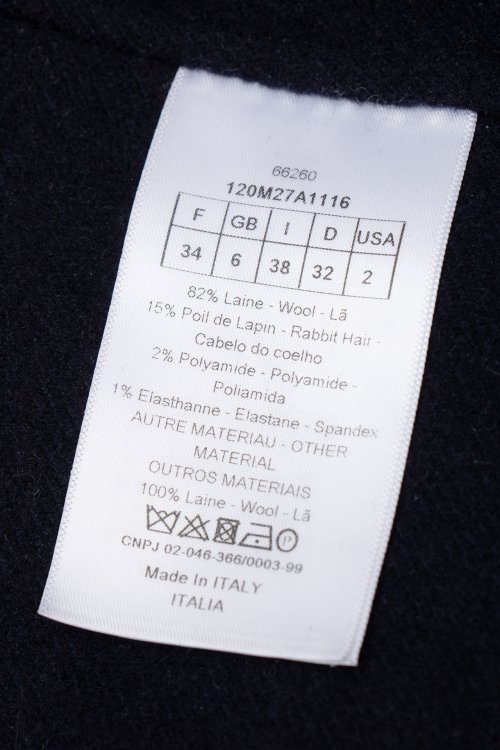 66260
120M27A1116
F GB I D USA
34 6 38 32 2
82% Laine - Wool - Lã
15% Poil de Lapin - Rabbit Hair -
Cabelo do coelho
2% Polyamide - Polyamide -
Poliamida
1% Elasthanne - Elastane - Spandex
AUTRE MATERIAU - OTHER
MATERIAL
OUTROS MATERIAIS
100% Laine - Wool - Lã
P
CNPJ 02-046-366/0003-99
Made In ITALY
ITALIA